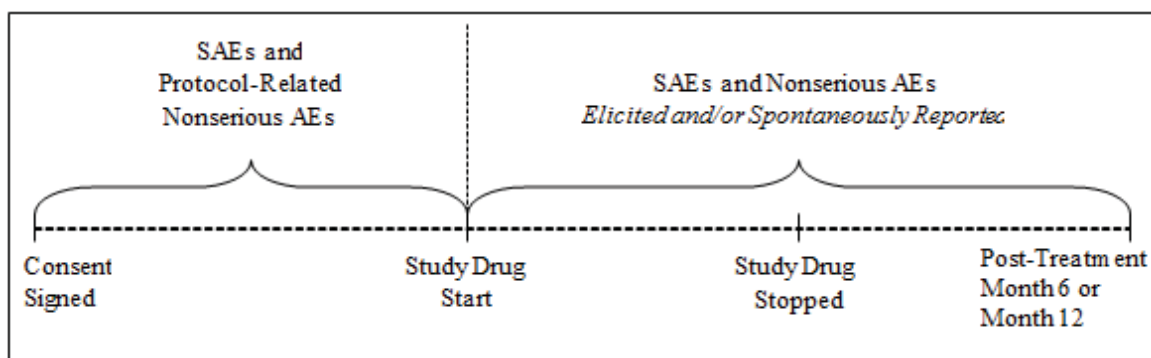 SAEs and
Protocol-Related
Nonserious AEs
SAEs and Nonserious AEs
Elicited and/or Spontaneously Reported
Consent
Signed
Study Drug
Start
Study Drug
Stopped
Post-Treatment
Month 6 or
Month 12